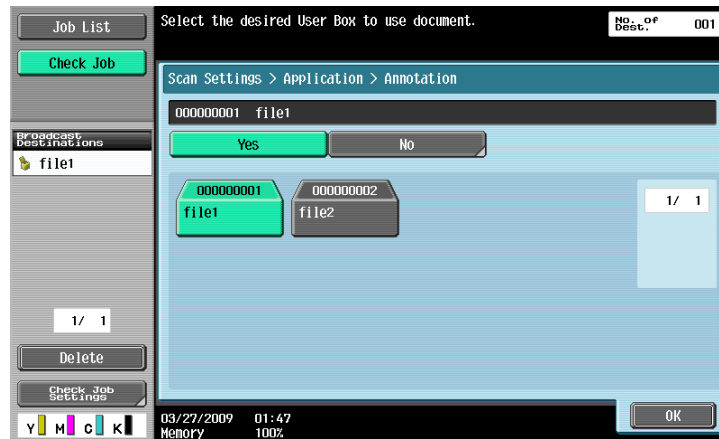 Job List
Check Job
Broadcast
Destinations
file1
1/ 1
Delete
Check Job
Settings
Y M C K
Select the desired User Box to use document.
No. of
Dest. 001
Scan Settings > Application > Annotation
000000001 file1
Yes No
000000001 000000002
file1 file2
1/ 1
OK
03/27/2009 01:47
Memory 100%